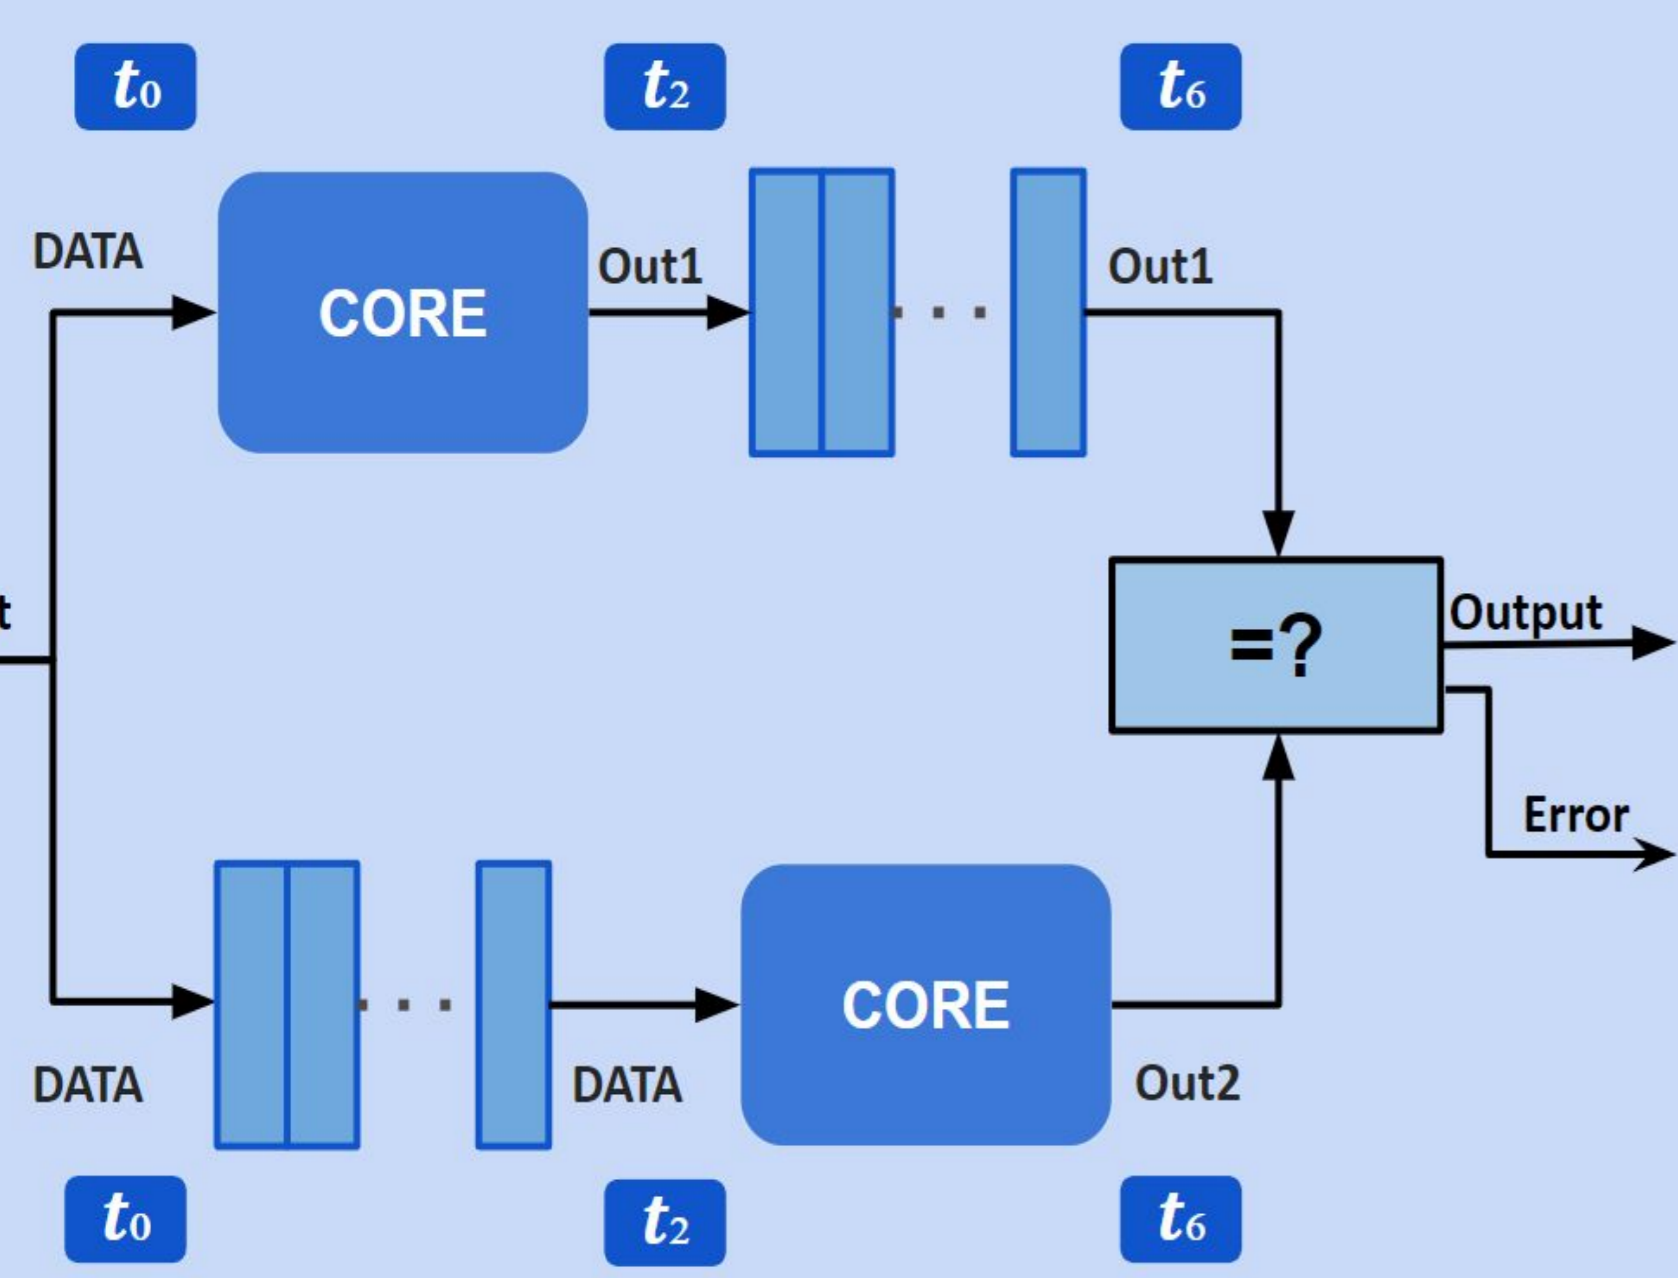 t0 t2 t6
DATA
Out1
Out1
CORE
t
=?
Output
Error
CORE
DATA
DATA
Out2
t0 t2 t6